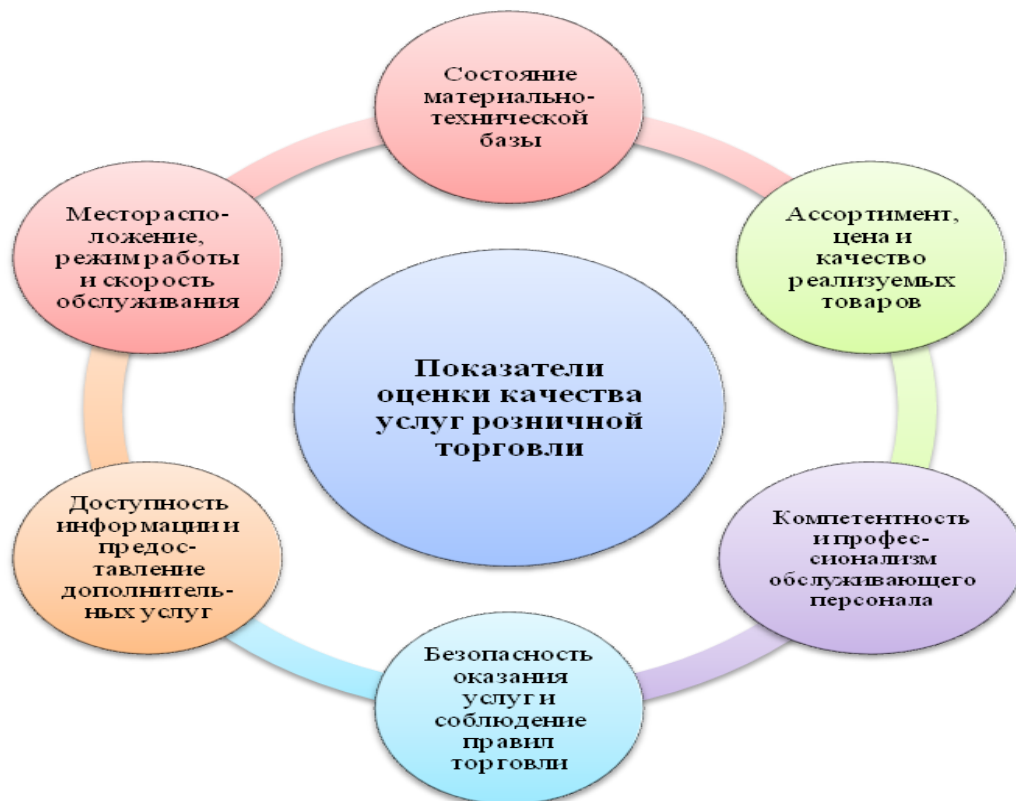 Состояние
материально-
технической
базы
Ассортимент,
цена и
качество
реализуемых
товаров
Компетентность
и профес-
сионализм
обслуживающего
персонала
Безопасность
оказания
услуг и
соблюдение
правил
торговли
Доступность
информации и
предос-
тавление
дополнитель-
ных услуг
Местораспо-
ложение,
режим работы
и скорость
обслуживания
Показатели
оценки качества
услуг розничной
торговли